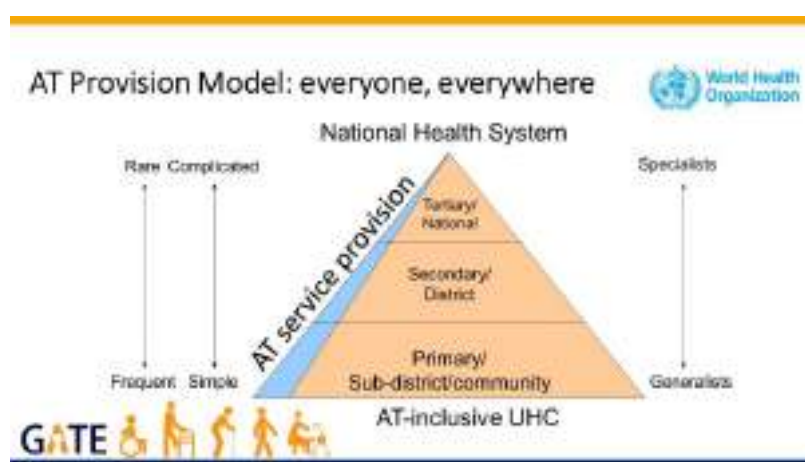 AT Provision Model: everyone, everywhere
World Health
Organization
National Health System
Rare Complicated
Specialists
AT service provision
Tertiary/
National
Secondary/
District
Primary/
Sub-district/community
Frequent Simple
Generalists
AT-inclusive UHC
GATE